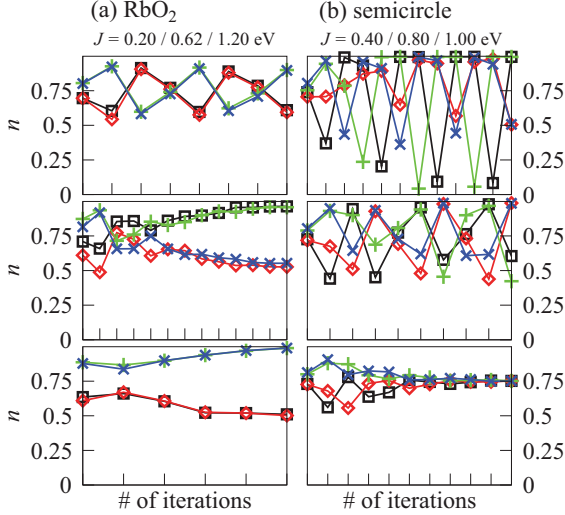 (a) RbO₂ (b) semicircle
J = 0.20 / 0.62 / 1.20 eV J = 0.40 / 0.80 / 1.00 eV
n
0.75 0.75
0.5 0.5
0.25 0.25
0 0
n
0.75 0.75
0.5 0.5
0.25 0.25
0 0
n
0.75 0.75
0.5 0.5
0.25 0.25
0 0
# of iterations # of iterations